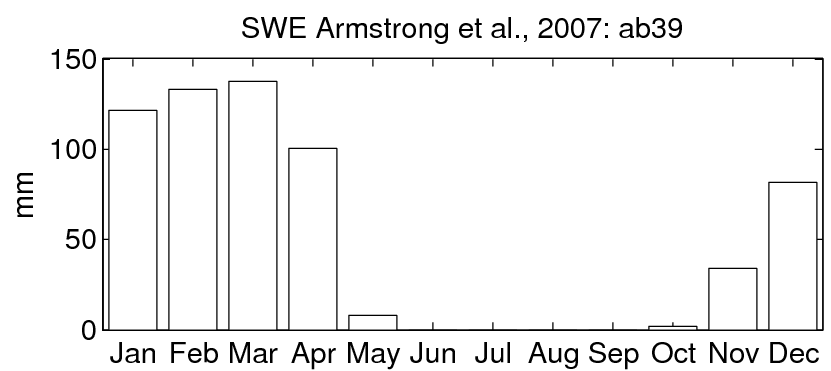 SWE Armstrong et al., 2007: ab39
150
100
50
0
mm
Jan Feb Mar Apr May Jun Jul Aug Sep Oct Nov Dec